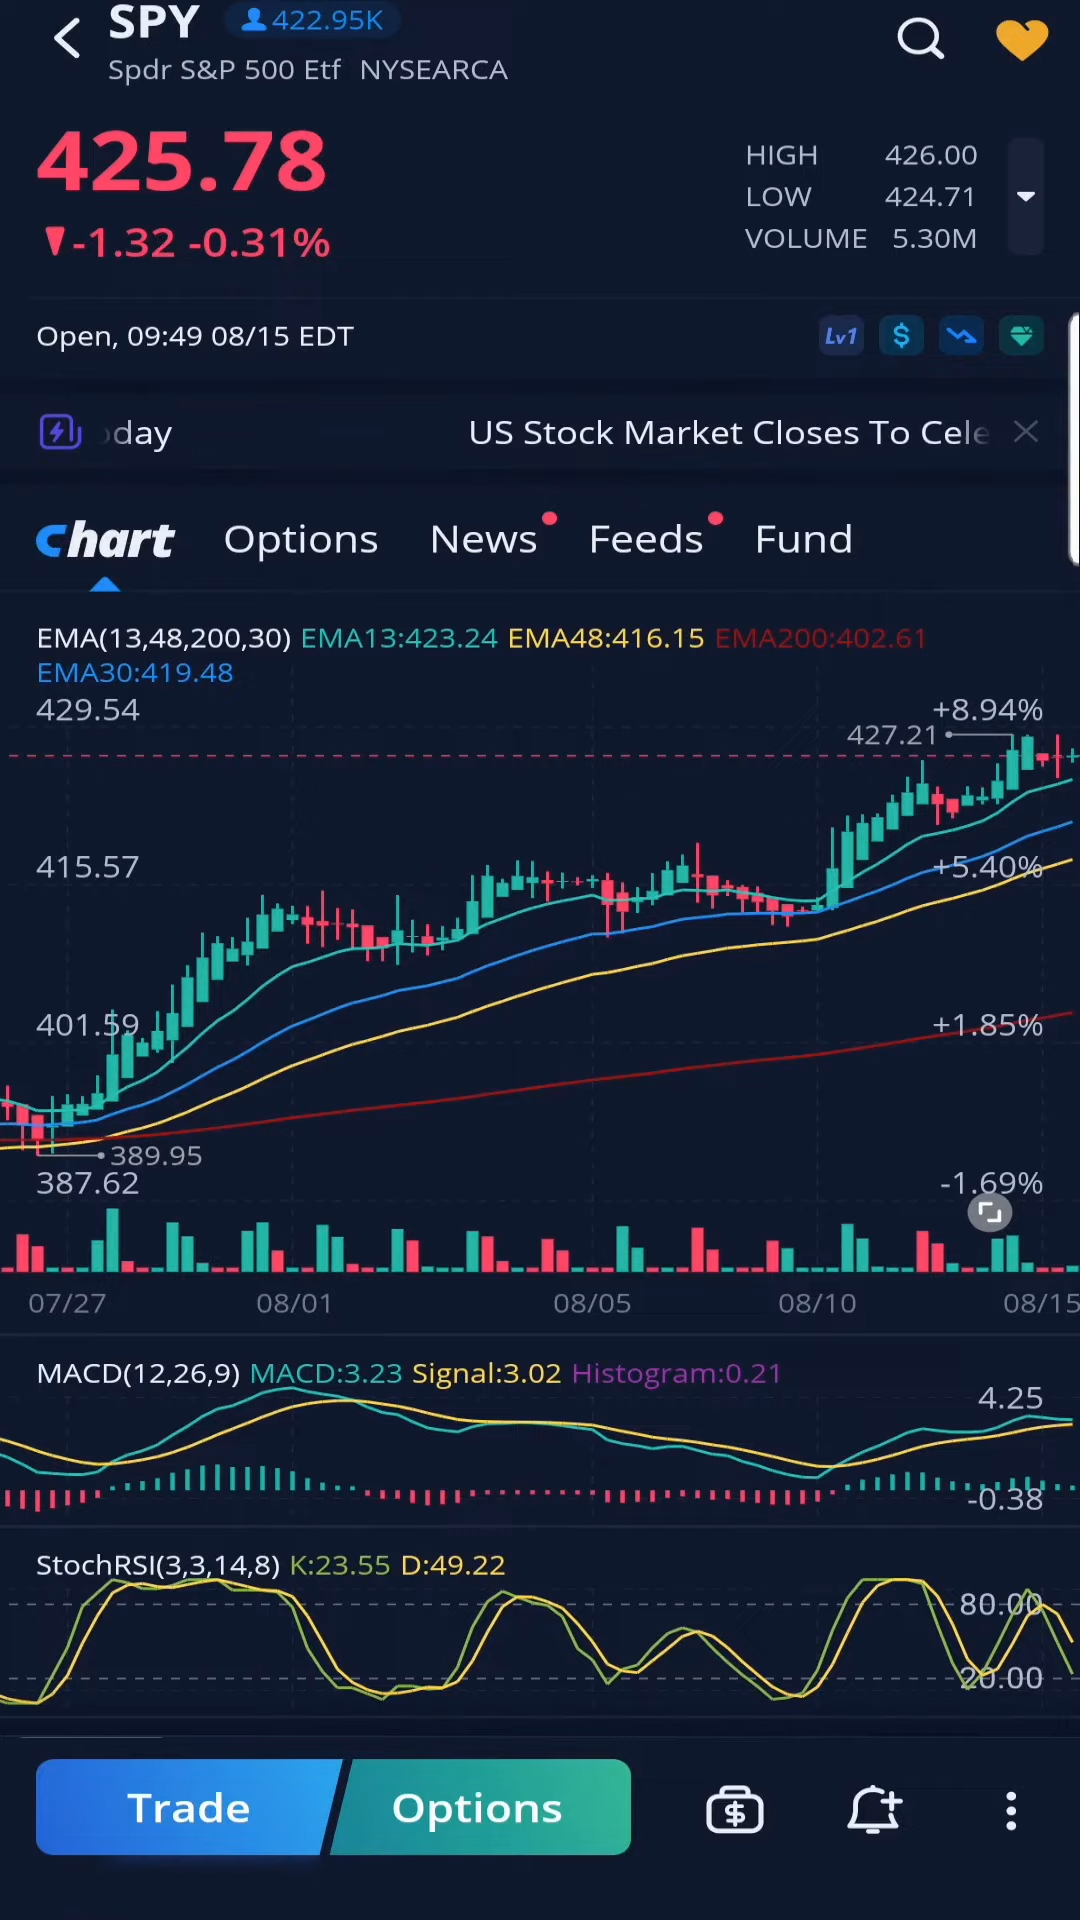 SPY 422.95K
Spdr S&P 500 Etf NYSEARCA
425.78
-1.32 -0.31%
HIGH 426.00
LOW 424.71
VOLUME 5.30M
Open, 09:49 08/15 EDT
Lv1
day US Stock Market Closes To Cele
Chart Options News Feeds Fund
EMA(13,48,200,30) EMA13:423.24 EMA48:416.15 EMA200:402.61
EMA30:419.48
429.54 +8.94%
427.21
415.57 +5.40%
401.59 +1.85%
389.95
387.62 -1.69%
07/27 08/01 08/05 08/10 08/15
MACD(12,26,9) MACD:3.23 Signal:3.02 Histogram:0.21
4.25
-0.38
StochRSI(3,3,14,8) K:23.55 D:49.22
80.00
20.00
Trade Options